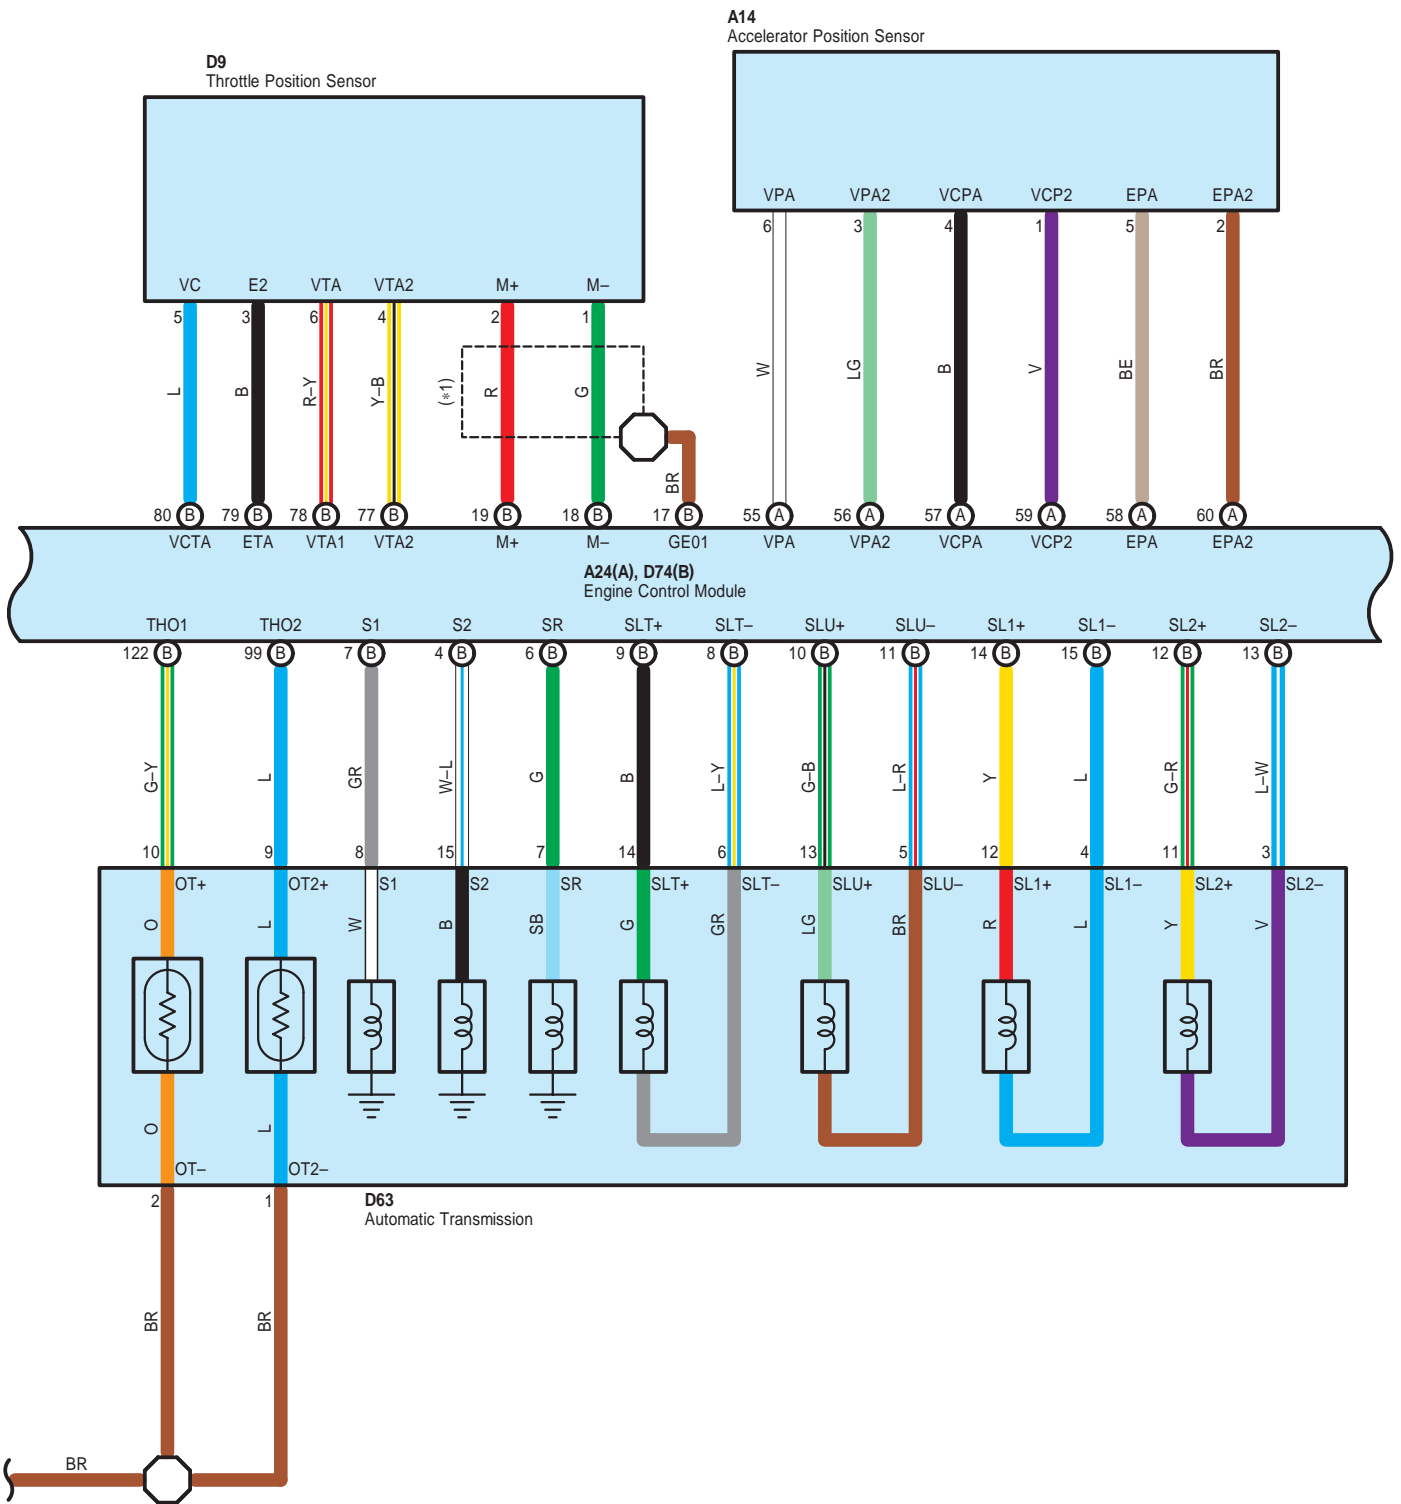 A14
Accelerator Position Sensor
D9
Throttle Position Sensor
VPA VPA2 VCPA VCP2 EPA EPA2
6 3 4 1 5 2
VC E2 VTA VTA2 M+ M–
5 3 6 4 2 1
L B R–Y Y–B (*1) R G W LG B V BE BR
BR
80 B 79 B 78 B 77 B 19 B 18 B 17 B 55 A 56 A 57 A 59 A 58 A 60 A
VCTA ETA VTA1 VTA2 M+ M– GE01 VPA VPA2 VCPA VCP2 EPA EPA2
A24(A), D74(B)
Engine Control Module
THO1 THO2 S1 S2 SR SLT+ SLT– SLU+ SLU– SL1+ SL1– SL2+ SL2–
122 B 99 B 7 B 4 B 6 B 9 B 8 B 10 B 11 B 14 B 15 B 12 B 13 B
G–Y L GR W–L G B L–Y G–B L–R Y L G–R L–W
10 9 8 15 7 14 6 13 5 12 4 11 3
OT+ OT2+ S1 S2 SR SLT+ SLT– SLU+ SLU– SL1+ SL1– SL2+ SL2–
O L W B SB G GR LG BR R L Y V
O L
OT– OT2–
2 1
D63
Automatic Transmission
BR BR
BR